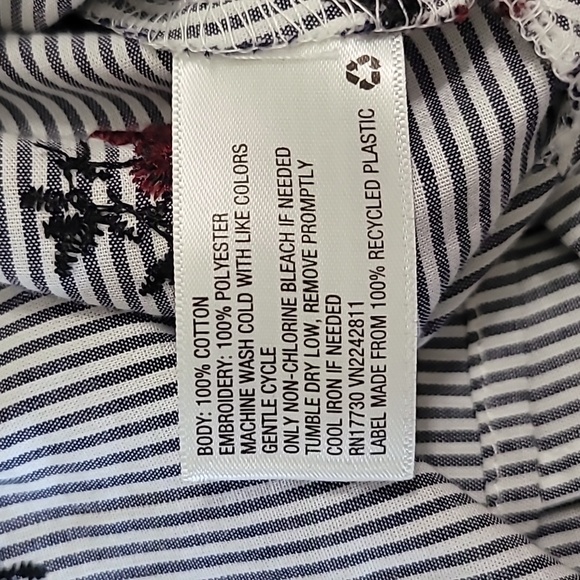 BODY: 100% COTTON
EMBROIDERY: 100% POLYESTER
MACHINE WASH COLD WITH LIKE COLORS
GENTLE CYCLE
ONLY NON-CHLORINE BLEACH IF NEEDED
TUMBLE DRY LOW, REMOVE PROMPTLY
COOL IRON IF NEEDED
RN17730 VN2242811
LABEL MADE FROM 100% RECYCLED PLASTIC